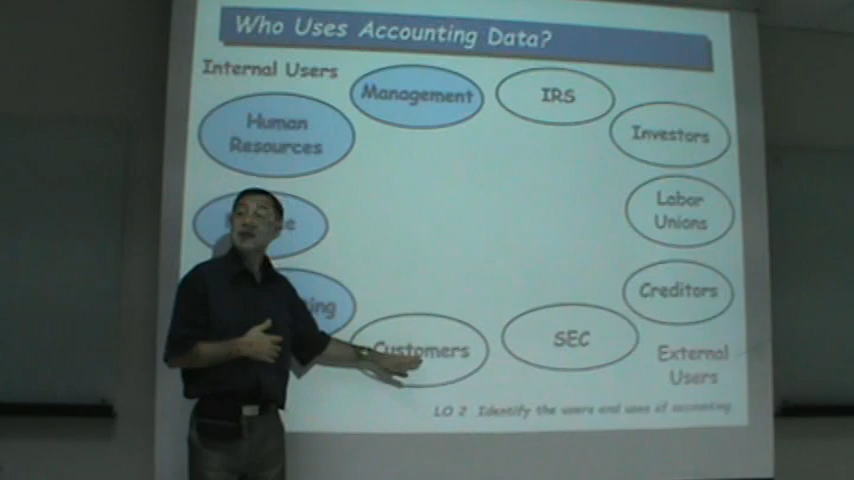 Who Uses Accounting Data?
Internal Users
Management
IRS
Human
Resources
Investors
Labor
Unions
Creditors
Customers
SEC
External
Users
LO 2 Identify the users and uses of accounting.